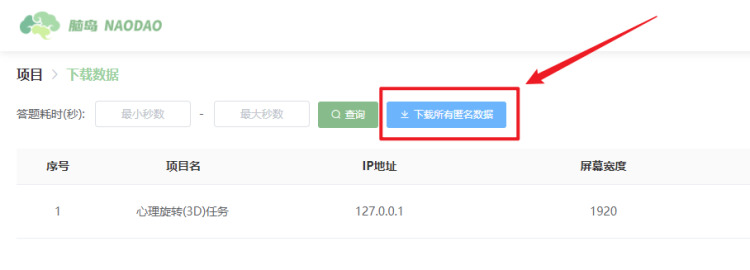 脑岛 NAODAO
项目 > 下载数据
答题耗时(秒): 最小秒数 - 最大秒数 查询 下载所有匿名数据
序号 项目名 IP地址 屏幕宽度
1 心理旋转(3D)任务 127.0.0.1 1920